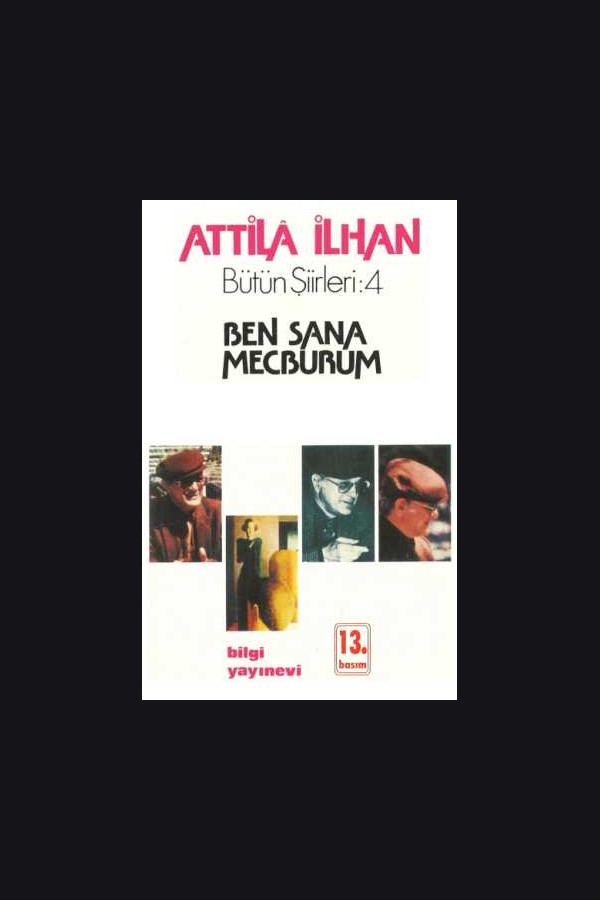 ATTİLÂ İLHAN
Bütün Şiirleri:4
BEN SANA
MECBURUM
bilgi
yayınevi
13.
basım